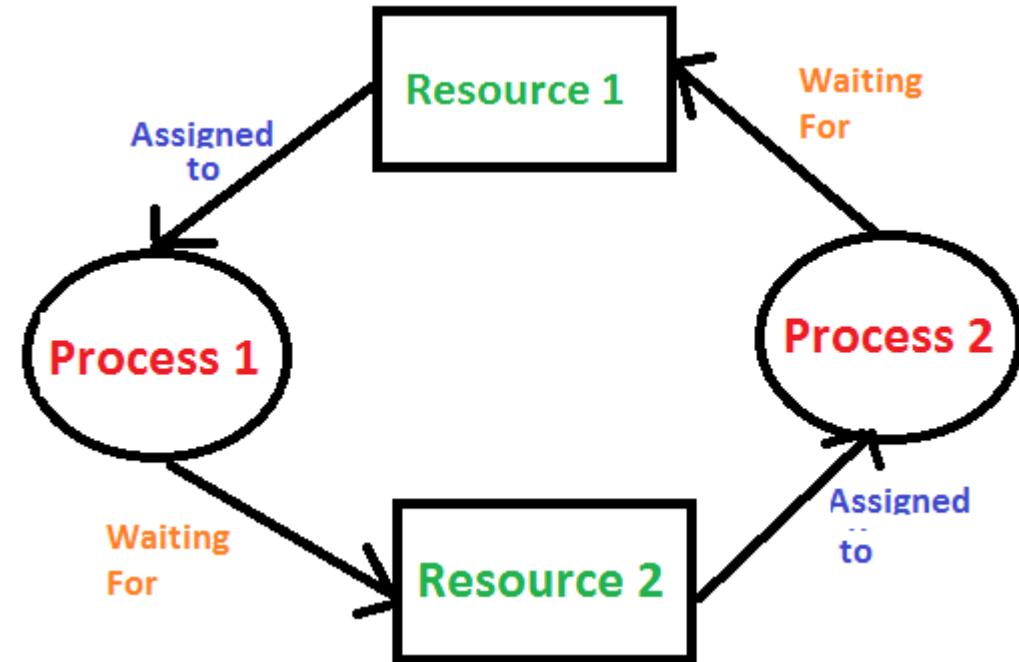 Resource 1
Waiting
For
Assigned
to
Process 1
Process 2
Waiting
For
Resource 2
Assigned
to